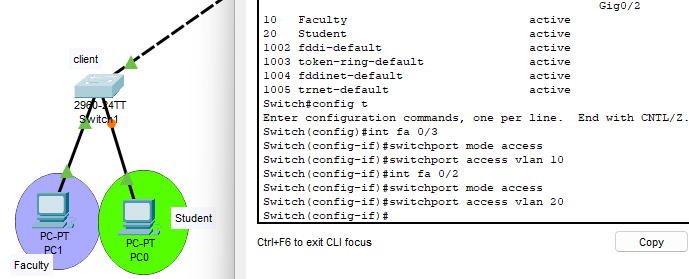 client
2960-24TT
Switch1
Student
PC-PT
PC1
PC-PT
PC0
Faculty
Gig0/2
10 Faculty active
20 Student active
1002 fddi-default active
1003 token-ring-default active
1004 fddinet-default active
1005 trnet-default active
Switch#config t
Enter configuration commands, one per line. End with CNTL/Z.
Switch(config)#int fa 0/3
Switch(config-if)#switchport mode access
Switch(config-if)#switchport access vlan 10
Switch(config-if)#int fa 0/2
Switch(config-if)#switchport mode access
Switch(config-if)#switchport access vlan 20
Switch(config-if)#
Ctrl+F6 to exit CLI focus
Copy